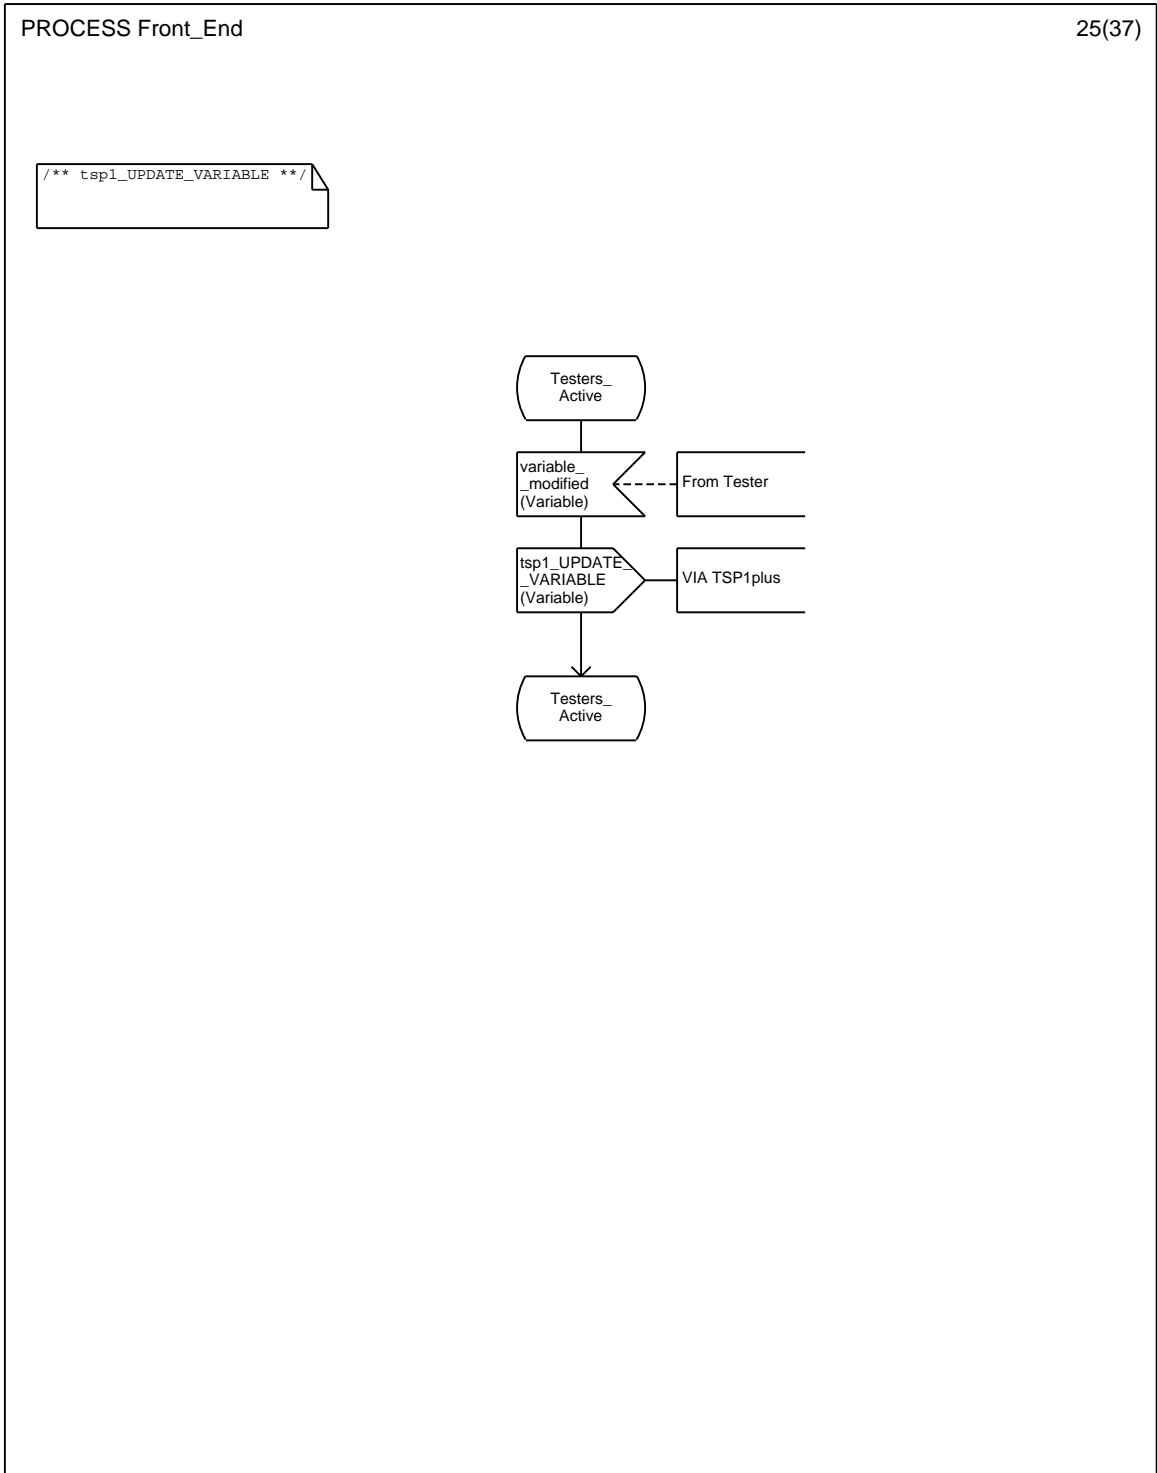 PROCESS Front_End
25(37)
/** tsp1_UPDATE_VARIABLE **/
Testers_
Active
variable_
_modified
(Variable)
From Tester
tsp1_UPDATE_
_VARIABLE
(Variable)
VIA TSP1plus
Testers_
Active